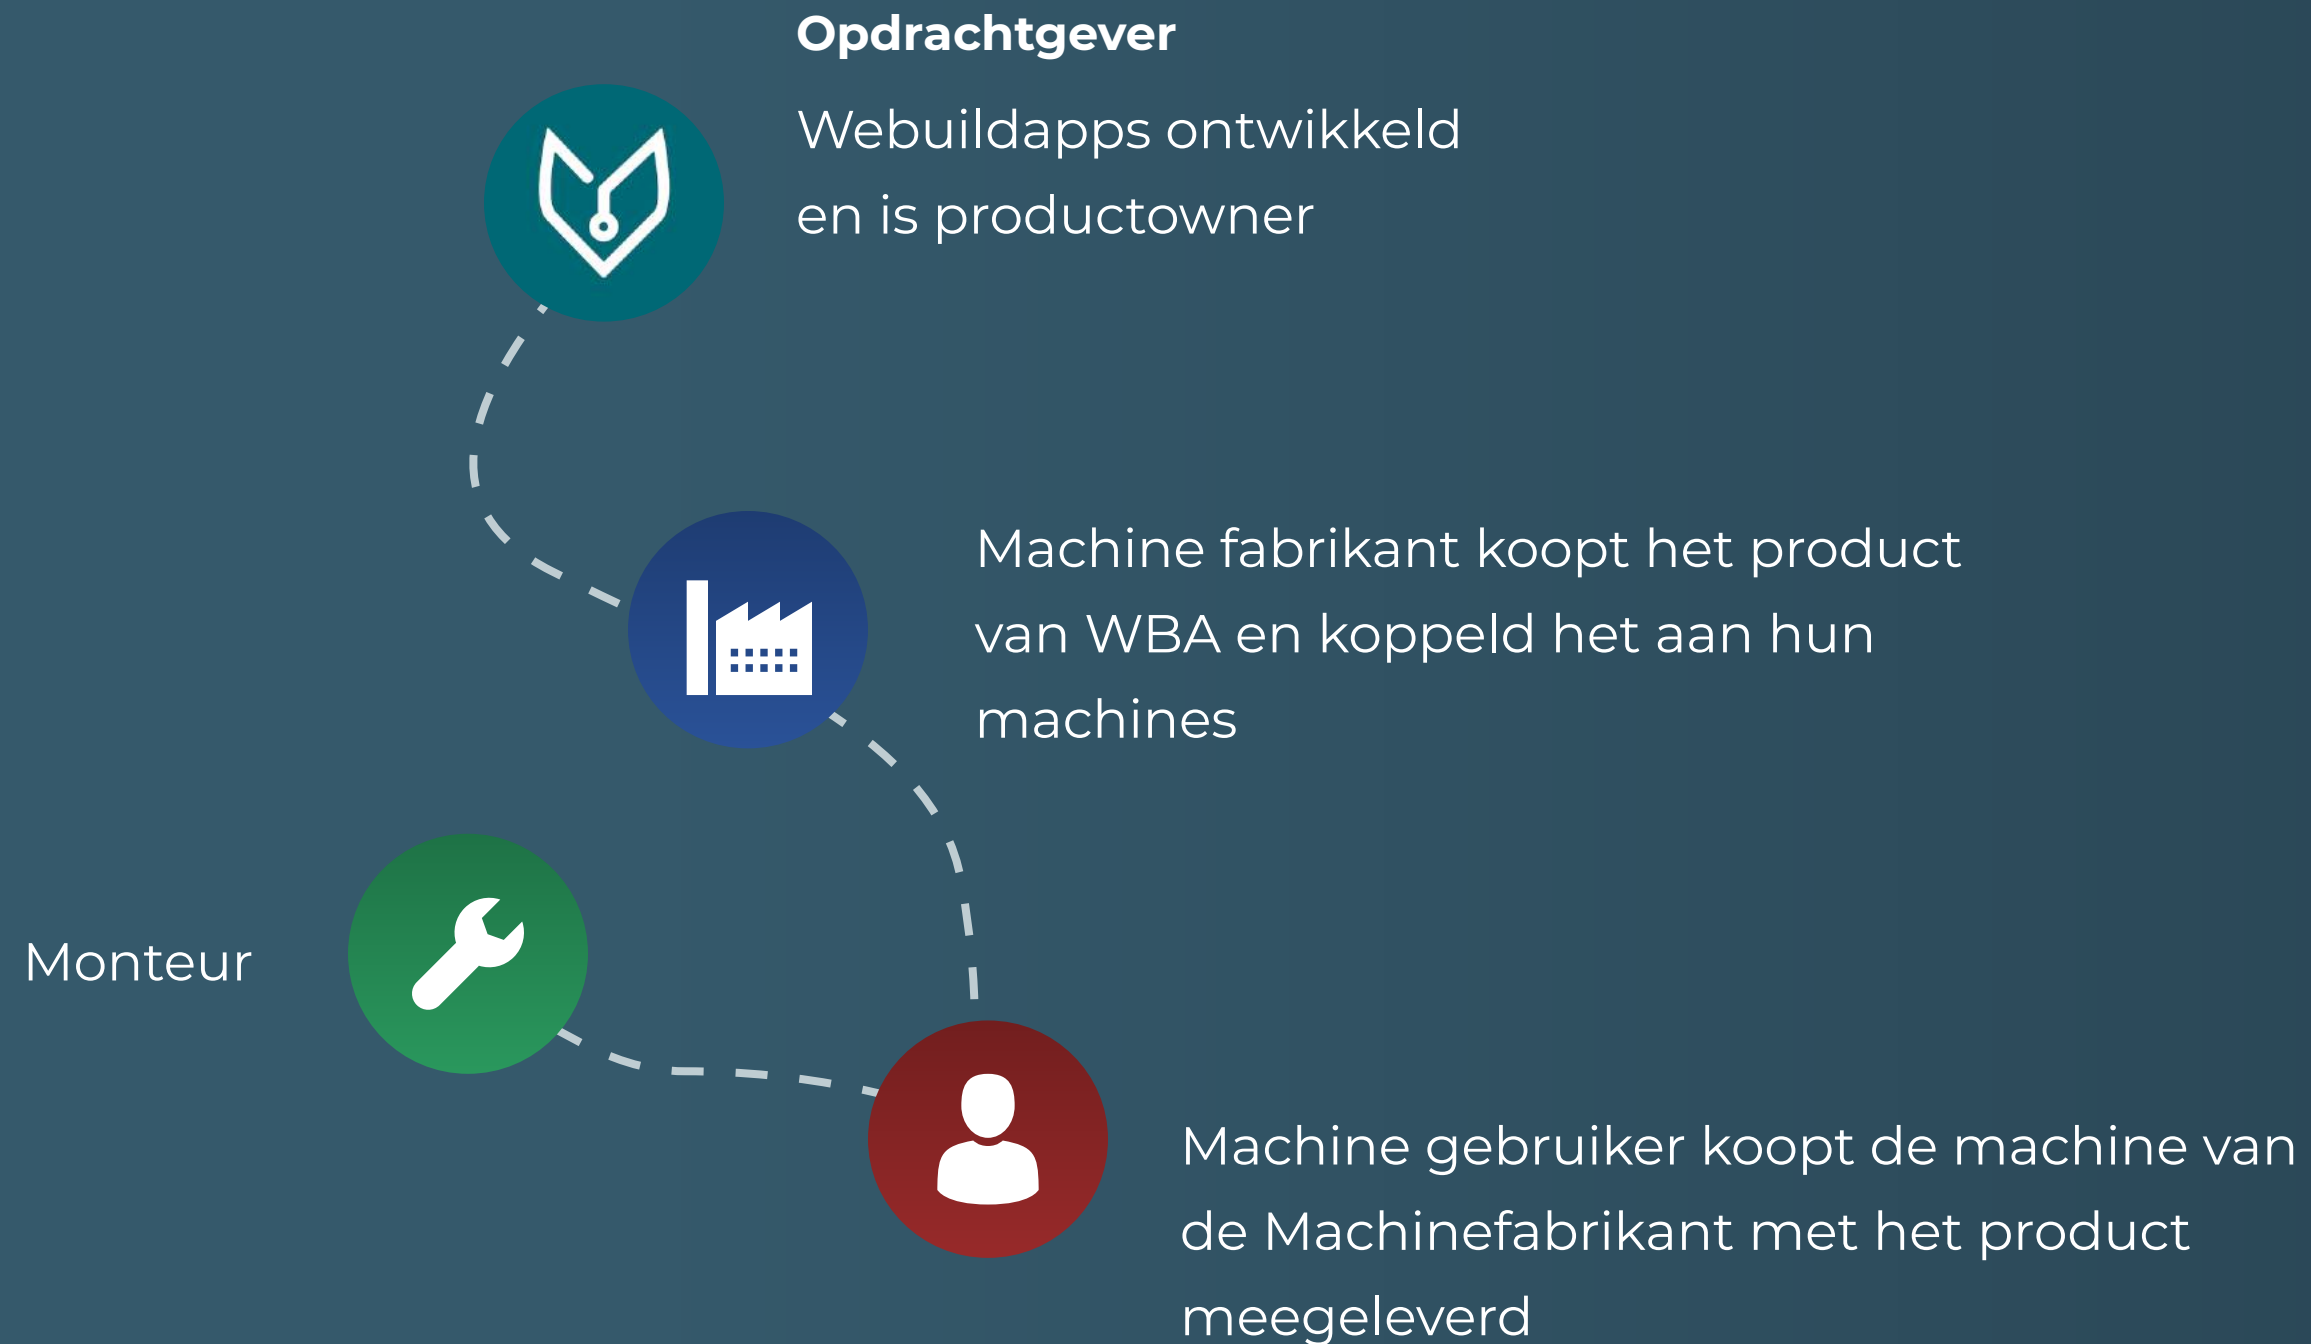 Opdrachtgever
Webuildapps ontwikkeld
en is productowner
Machine fabrikant koopt het product
van WBA en koppeld het aan hun
machines
Monteur
Machine gebruiker koopt de machine van
de Machinefabrikant met het product
meegeleverd